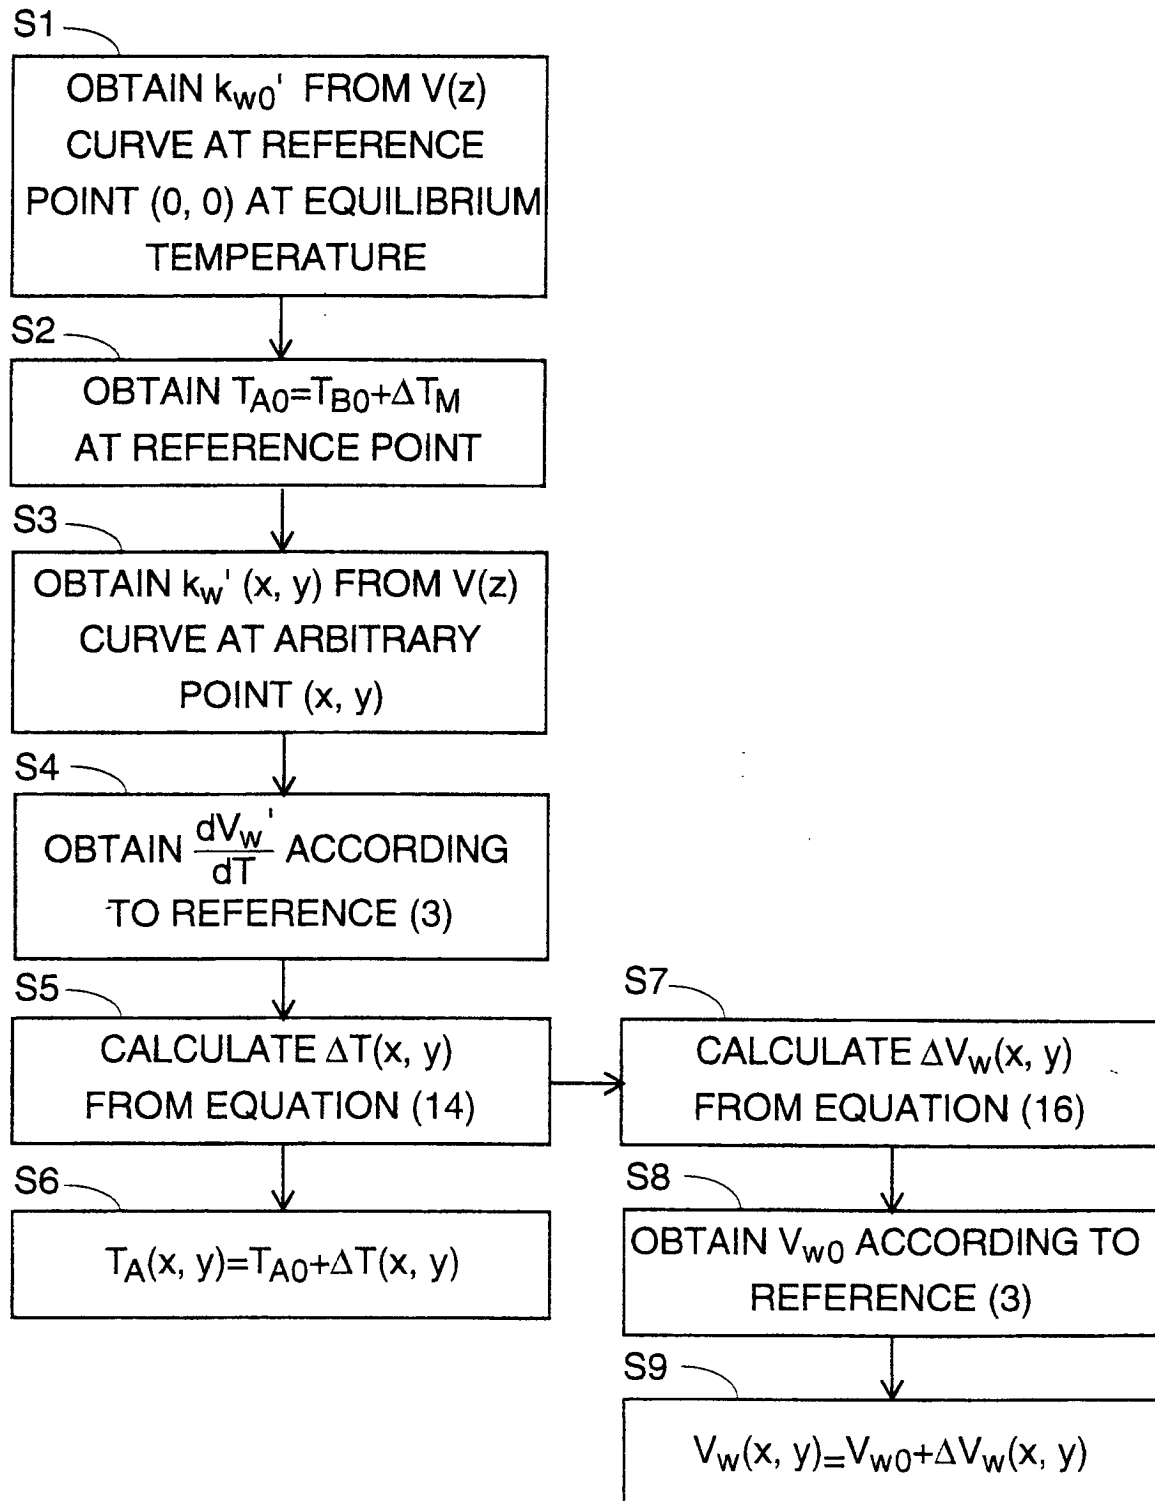 S1
OBTAIN kw0' FROM V(z)
CURVE AT REFERENCE
POINT (0, 0) AT EQUILIBRIUM
TEMPERATURE
S2
OBTAIN TA0=TB0+ΔTM
AT REFERENCE POINT
S3
OBTAIN kw' (x, y) FROM V(z)
CURVE AT ARBITRARY
POINT (x, y)
S4
OBTAIN dVw'/dT ACCORDING
TO REFERENCE (3)
S5
CALCULATE ΔT(x, y)
FROM EQUATION (14)
S6
TA(x, y)=TA0+ΔT(x, y)
S7
CALCULATE ΔVw(x, y)
FROM EQUATION (16)
S8
OBTAIN Vw0 ACCORDING TO
REFERENCE (3)
S9
Vw(x, y)=Vw0+ΔVw(x, y)